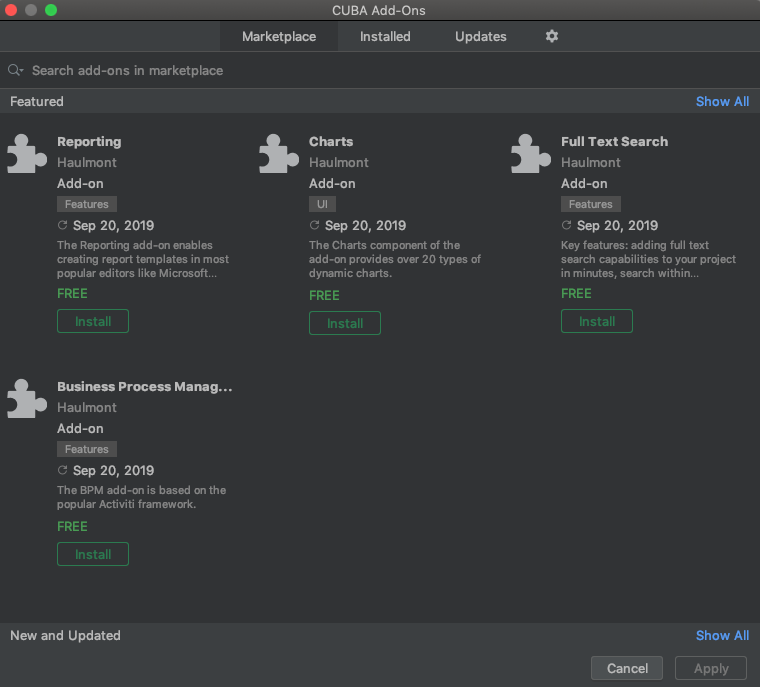 CUBA Add-Ons
Marketplace Installed Updates
Search add-ons in marketplace
Featured Show All
Reporting
Haulmont
Add-on
Features
Sep 20, 2019
The Reporting add-on enables
creating report templates in most
popular editors like Microsoft...
FREE
Install
Charts
Haulmont
Add-on
UI
Sep 20, 2019
The Charts component of the
add-on provides over 20 types of
dynamic charts.
FREE
Install
Full Text Search
Haulmont
Add-on
Features
Sep 20, 2019
Key features: adding full text
search capabilities to your project
in minutes, search within...
FREE
Install
Business Process Manag...
Haulmont
Add-on
Features
Sep 20, 2019
The BPM add-on is based on the
popular Activiti framework.
FREE
Install
New and Updated Show All
Cancel Apply